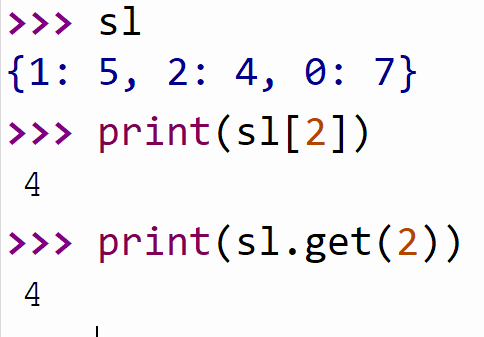 >>> sl
{1: 5, 2: 4, 0: 7}
>>> print(sl[2])
4
>>> print(sl.get(2))
4